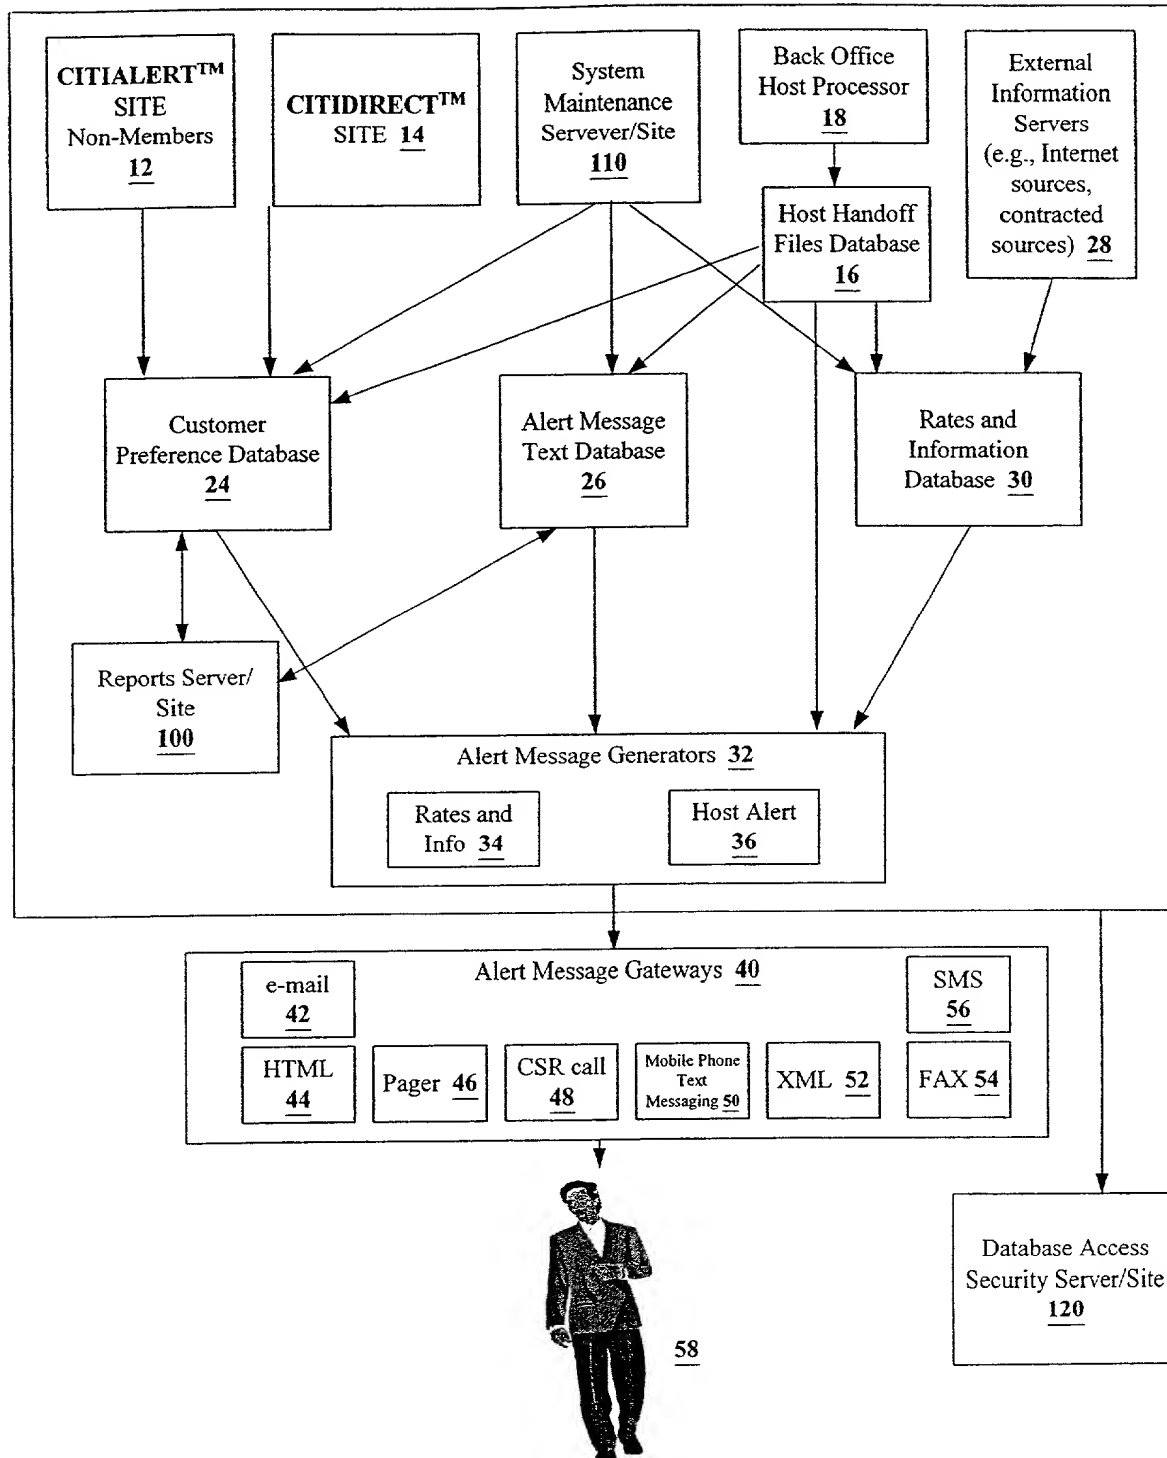 CITIALERT™
SITE
Non-Members
12
CITIDIRECT™
SITE 14
System
Maintenance
Servever/Site
110
Back Office
Host Processor
18
External
Information
Servers
(e.g., Internet
sources,
contracted
sources) 28
Host Handoff
Files Database
16
Customer
Preference Database
24
Alert Message
Text Database
26
Rates and
Information
Database 30
Reports Server/
Site
100
Alert Message Generators 32
Rates and
Info 34
Host Alert
36
Alert Message Gateways 40
e-mail
42
SMS
56
HTML
44
Pager 46
CSR call
48
Mobile Phone
Text
Messaging 50
XML 52
FAX 54
58
Database Access
Security Server/Site
120